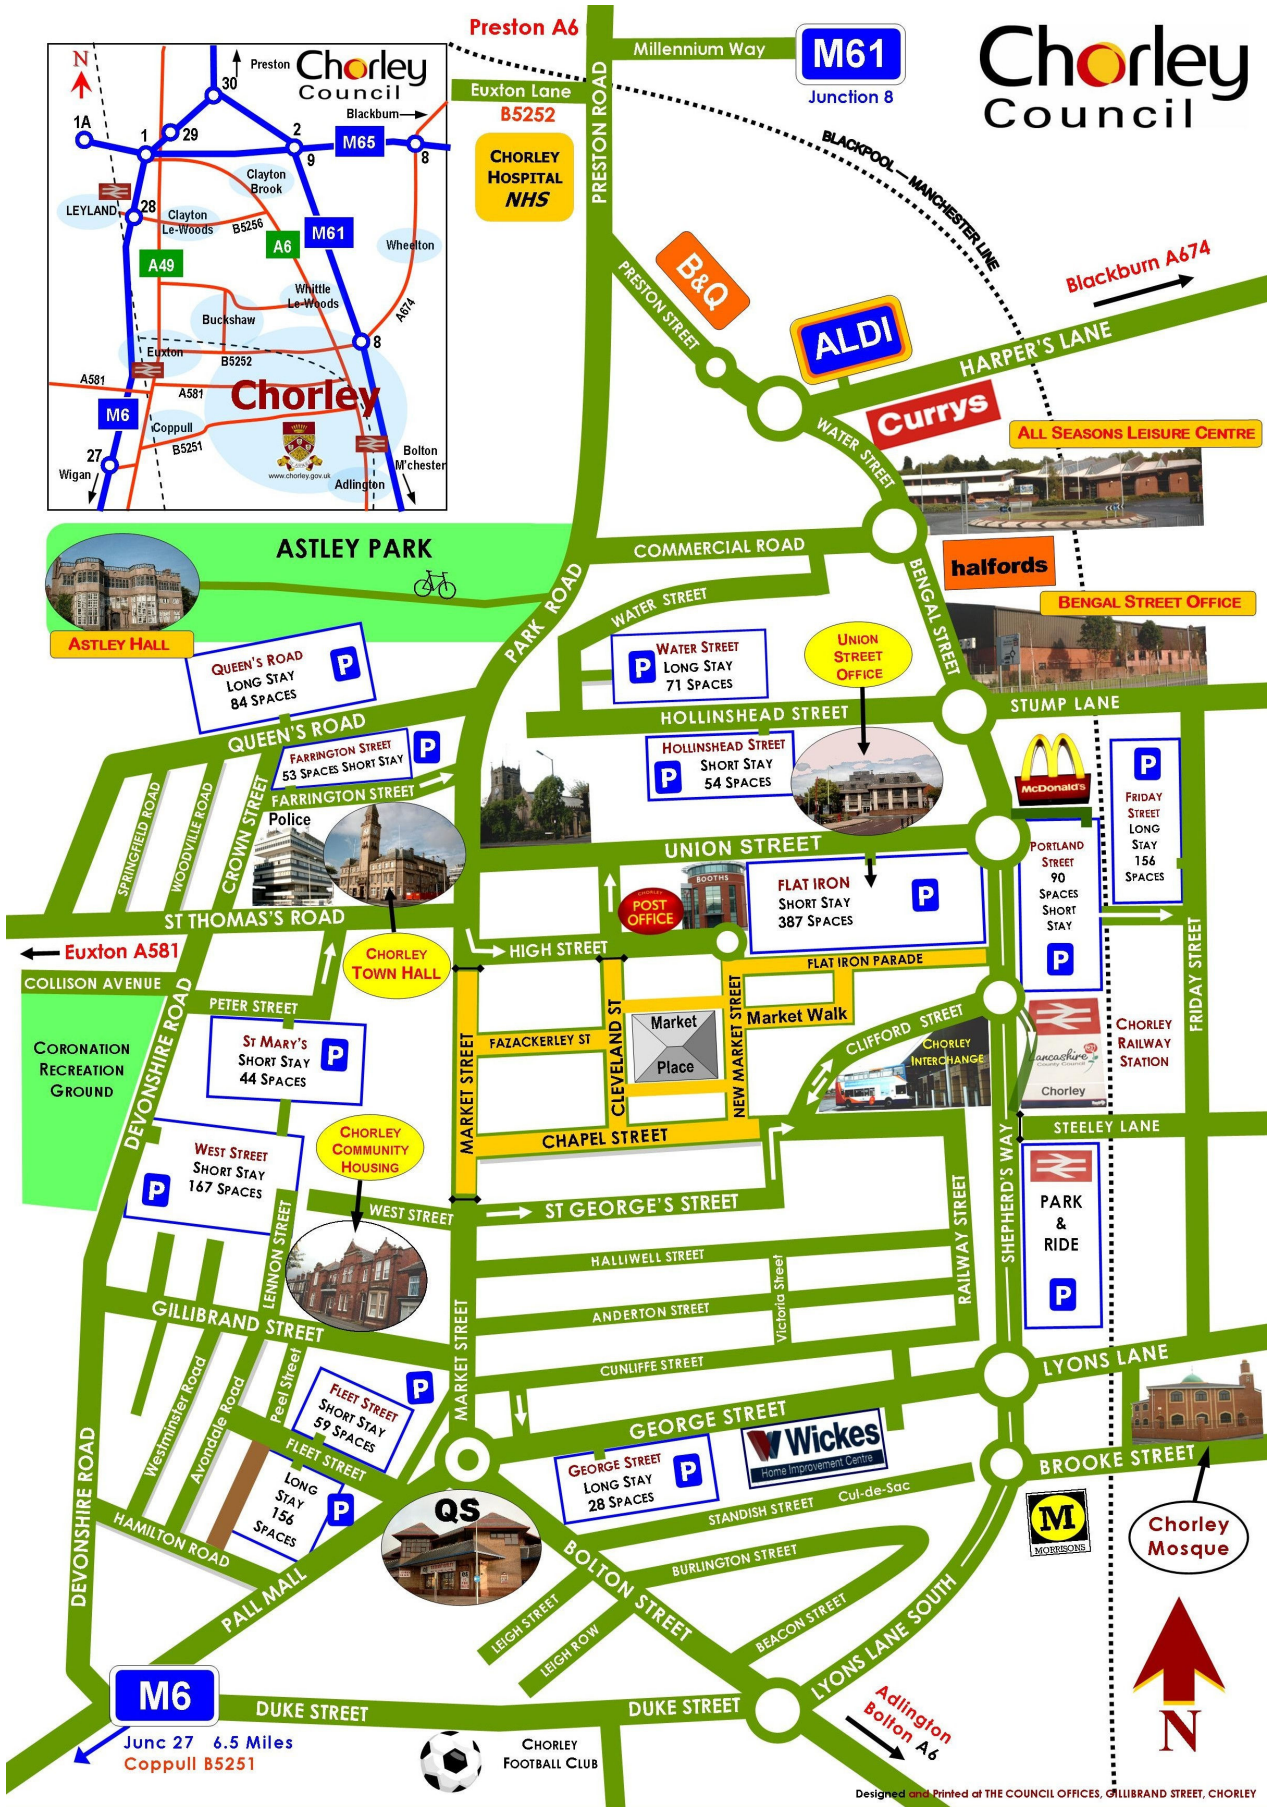 Preston A6
Millennium Way
M61
Junction 8
Chorley
Council
Euxton Lane
B5252
PRESTON ROAD
CHORLEY
HOSPITAL
NHS
N
Preston
Chorley
Council
30
Blackburn
1A
1
29
2
9
M65
8
Clayton
Brook
LEYLAND
28
Clayton
Le-Woods
B5256
A6
M61
Wheelton
A49
Whittle
Le-Woods
A674
Buckshaw
Euxton
B5252
8
A581
A581
Chorley
M6
Coppull
B5251
27
Wigan
www.chorley.gov.uk
Bolton
M'chester
Adlington
BLACKPOOL — MANCHESTER LINE
B&Q
PRESTON STREET
ALDI
Blackburn A674
HARPER'S LANE
Currys
WATER STREET
ALL SEASONS LEISURE CENTRE
ASTLEY PARK
ASTLEY HALL
PARK ROAD
COMMERCIAL ROAD
WATER STREET
BENGAL STREET
halfords
BENGAL STREET OFFICE
QUEEN'S ROAD
LONG STAY
84 SPACES
P
WATER STREET
LONG STAY
71 SPACES
P
UNION
STREET
OFFICE
QUEEN'S ROAD
HOLLINSHEAD STREET
STUMP LANE
FARRINGTON STREET
53 SPACES SHORT STAY
P
FARRINGTON STREET
HOLLINSHEAD STREET
SHORT STAY
54 SPACES
P
McDonald's
P
FRIDAY
STREET
LONG
STAY
156
SPACES
SPRINGFIELD ROAD
WOODVILLE ROAD
CROWN STREET
Police
UNION STREET
PORTLAND
STREET
90
SPACES
SHORT
STAY
P
ST THOMAS'S ROAD
BOOTHS
CHORLEY
POST
OFFICE
FLAT IRON
SHORT STAY
387 SPACES
P
Euxton A581
CHORLEY
TOWN HALL
HIGH STREET
FLAT IRON PARADE
FRIDAY STREET
COLLISON AVENUE
PETER STREET
CORONATION
RECREATION
GROUND
DEVONSHIRE ROAD
ST MARY'S
SHORT STAY
44 SPACES
P
MARKET STREET
FAZACKERLEY ST
CLEVELAND ST
Market
Place
NEW MARKET STREET
Market Walk
CLIFFORD STREET
CHORLEY
INTERCHANGE
Lancashire
County Council
Chorley
CHORLEY
RAILWAY
STATION
CHAPEL STREET
STEELEY LANE
CHORLEY
COMMUNITY
HOUSING
WEST STREET
SHORT STAY
167 SPACES
P
WEST STREET
ST GEORGE'S STREET
SHEPHERD'S WAY
PARK
&
RIDE
P
LENNON STREET
HALLIWELL STREET
RAILWAY STREET
Victoria Street
GILLIBRAND STREET
ANDERTON STREET
MARKET STREET
CUNLIFFE STREET
LYONS LANE
Westminster Road
Avondale Road
Peel Street
FLEET STREET
SHORT STAY
59 SPACES
P
GEORGE STREET
Wickes
Home Improvement Centre
FLEET STREET
LONG
STAY
156
SPACES
P
GEORGE STREET
LONG STAY
28 SPACES
P
BROOKE STREET
DEVONSHIRE ROAD
HAMILTON ROAD
QS
STANDISH STREET Cul-de-Sac
M
MORRISONS
Chorley
Mosque
PALL MALL
BOLTON STREET
BURLINGTON STREET
LEIGH STREET
LEIGH ROW
BEACON STREET
LYONS LANE SOUTH
M6
DUKE STREET
DUKE STREET
Junc 27 6.5 Miles
Coppull B5251
CHORLEY
FOOTBALL CLUB
Adlington
Bolton A6
N
Designed and Printed at THE COUNCIL OFFICES, GILLIBRAND STREET, CHORLEY